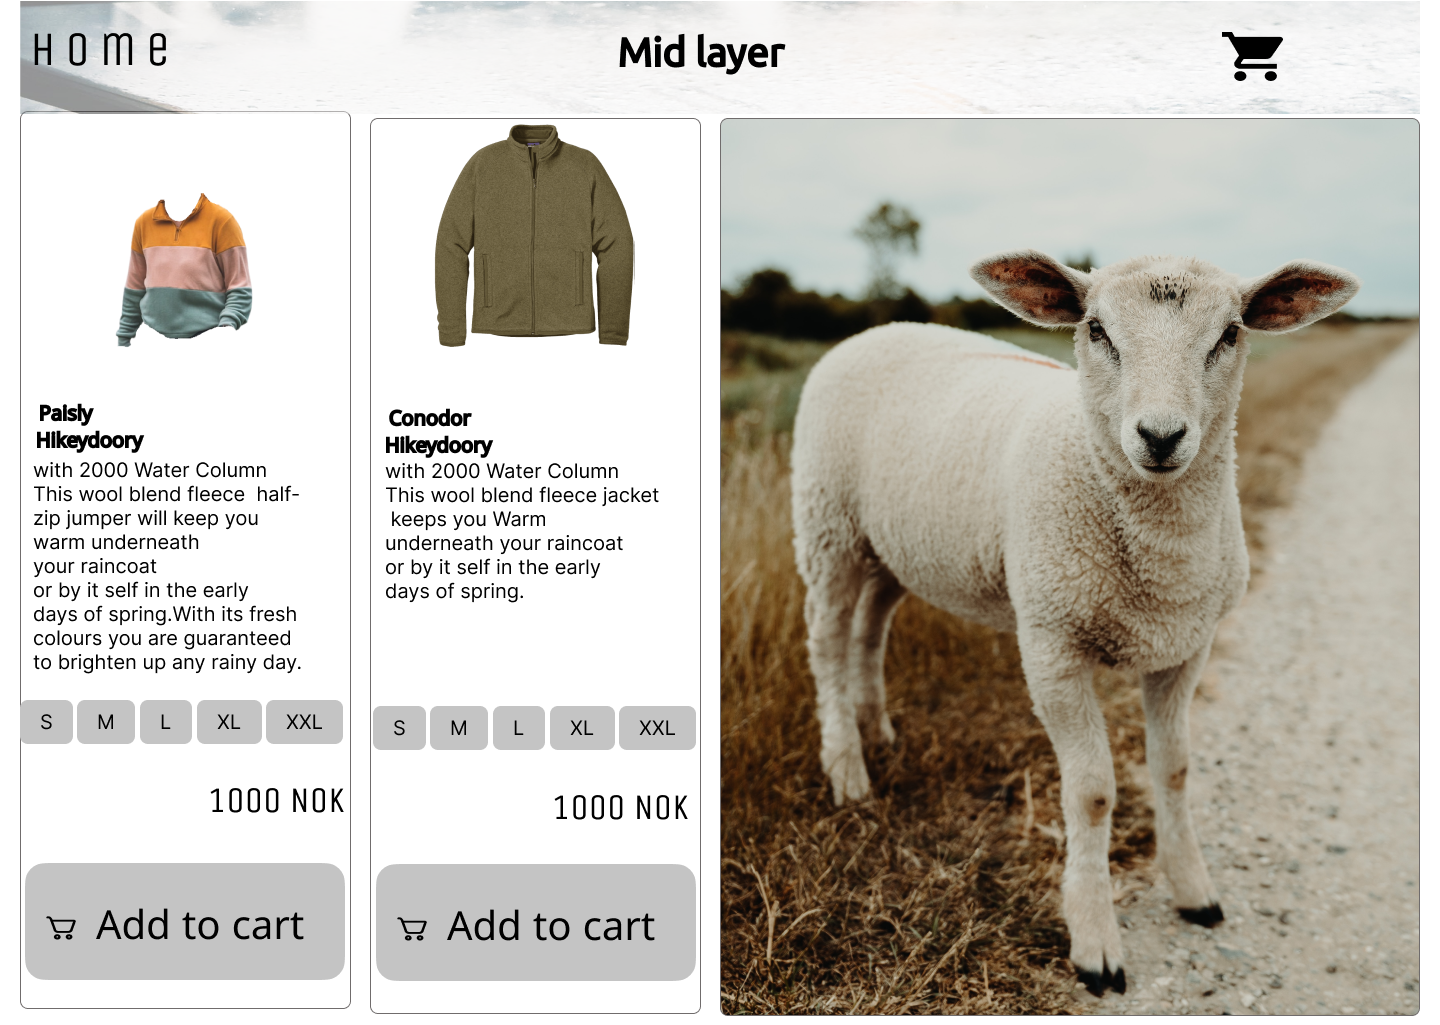 Home
Mid layer
Paisly
Hikeydoory
with 2000 Water Column
This wool blend fleece  half-
zip jumper will keep you
warm underneath
your raincoat
or by it self in the early
days of spring.With its fresh
colours you are guaranteed
to brighten up any rainy day.
S M L XL XXL
1000 NOK
Add to cart
Conodor
Hikeydoory
with 2000 Water Column
This wool blend fleece jacket
keeps you Warm
underneath your raincoat
or by it self in the early
days of spring.
S M L XL XXL
1000 NOK
Add to cart